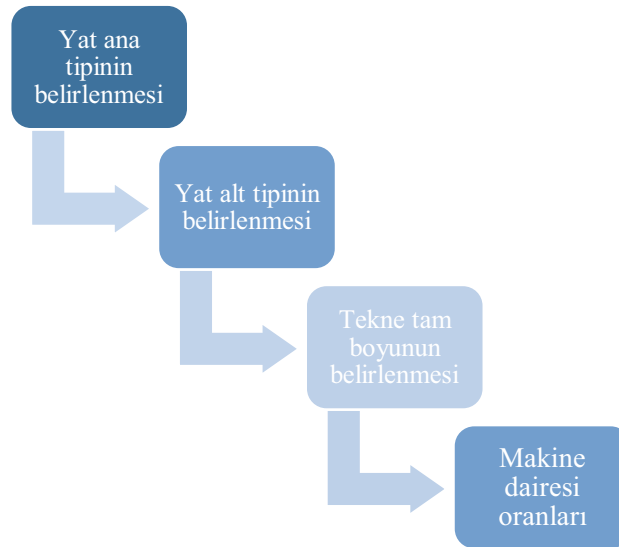 Yat ana
tipinin
belirlenmesi
Yat alt tipinin
belirlenmesi
Tekne tam
boyunun
belirlenmesi
Makine
dairesi
oranları